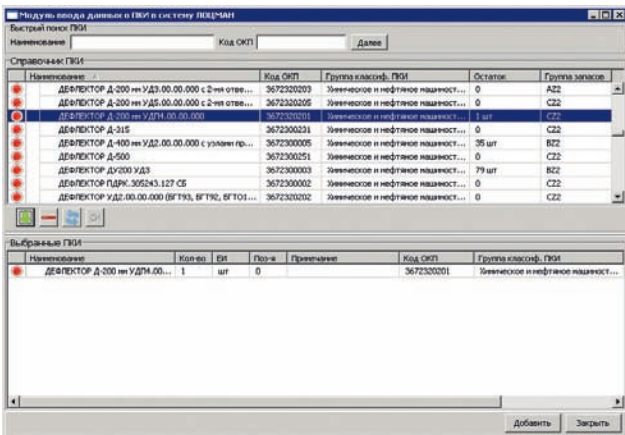 Модуль ввода данных о ПКИ в систему ЛОЦМАН
Быстрый поиск ПКИ
Наименование Код ОКП Далее
Справочник ПКИ
Наименование Код ОКП Группа классиф. ПКИ Остаток Группа запасов
ДЕФЛЕКТОР Д-200 мм УД3.00.00.000 с 2-мя отве... 3672320203 Химическое и нефтяное машиност... 0 AZ2
ДЕФЛЕКТОР Д-200 мм УД5.00.00.000 с 2-мя отве... 3672320205 Химическое и нефтяное машиност... 0 CZ2
ДЕФЛЕКТОР Д-200 мм УДП4.00.00.000 3672320201 Химическое и нефтяное машиност... 1 шт CZ2
ДЕФЛЕКТОР Д-315 3672300231 Химическое и нефтяное машиност... 0 CZ2
ДЕФЛЕКТОР Д-400 мм УД2.00.00.000 с узлами пр... 3672300005 Химическое и нефтяное машиност... 35 шт BZ2
ДЕФЛЕКТОР Д-500 3672300251 Химическое и нефтяное машиност... 0 CZ2
ДЕФЛЕКТОР ДУ200 УД3 3672300003 Химическое и нефтяное машиност... 79 шт BZ2
ДЕФЛЕКТОР ПДРК.305243.127 СБ 3672300002 Химическое и нефтяное машиност... 0 CZ2
ДЕФЛЕКТОР УД2.00.00.000 (БГТ93, БГТ92, БГТО1... 3672320202 Химическое и нефтяное машиност... 0 CZ2
Выбранные ПКИ
Наименование Кол-во ЕИ Поз-я Примечание Код ОКП Группа классиф. ПКИ
ДЕФЛЕКТОР Д-200 мм УДП4.00.... 1 шт 0 3672320201 Химическое и нефтяное машиност...
Добавить Закрыть